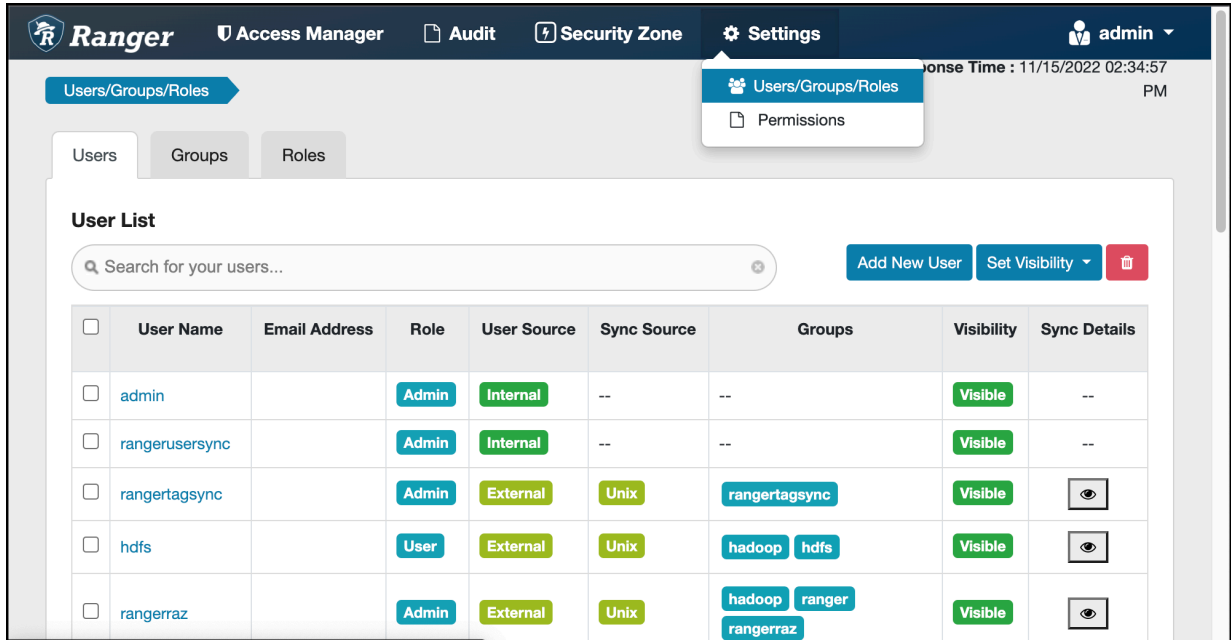 Ranger Access Manager Audit Security Zone Settings admin
ponse Time : 11/15/2022 02:34:57
PM
Users/Groups/Roles
Users/Groups/Roles
Permissions
Users Groups Roles
User List
Search for your users...
Add New User Set Visibility
User Name Email Address Role User Source Sync Source Groups Visibility Sync Details
admin Admin Internal -- -- Visible --
rangerusersync Admin Internal -- -- Visible --
rangertagsync Admin External Unix rangertagsync Visible
hdfs User External Unix hadoop hdfs Visible
rangerraz Admin External Unix hadoop ranger Visible
rangerraz